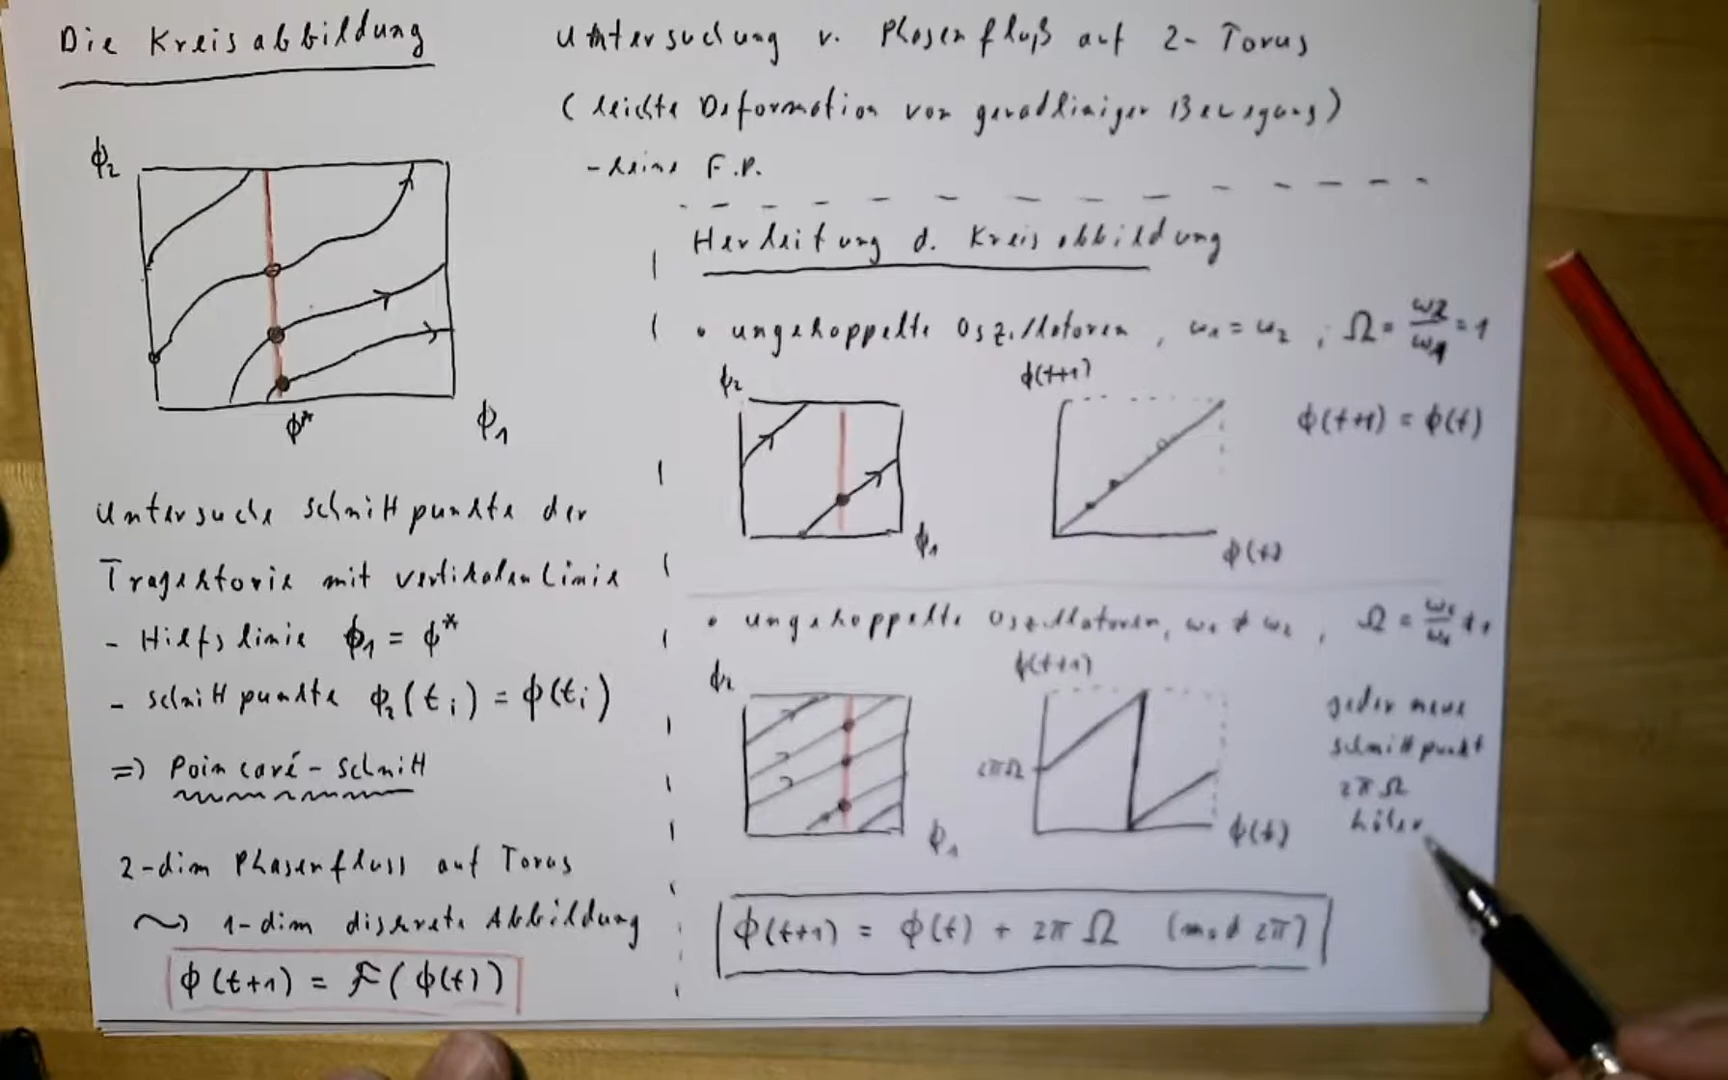 Die Kreisabbildung
Untersuchung v. Phasenfluß auf 2-Torus
(leichte Deformation von geradliniger Bewegung)
- keine F.P.
ϕ₂
ϕ*
ϕ₁
Untersuche Schnittpunkte der
Trajektorie mit vertikalen Linie
- Hilfslinie ϕ₁ = ϕ*
- Schnittpunkte ϕ₂(tᵢ) = ϕ(tᵢ)
=> Poincaré-Schnitt
2-dim Phasenfluss auf Torus
⤳ 1-dim diskrete Abbildung
ϕ(t+1) = F(ϕ(t))
Herleitung d. Kreisabbildung
• ungekoppelte Oszillatoren, ω₁ = ω₂ ; Ω = ω₂/ω₁ = 1
ϕ₂
ϕ₁
ϕ(t+1)
ϕ(t)
ϕ(t+1) = ϕ(t)
• ungekoppelte Oszillatoren, ω₁ ≠ ω₂ ,
ϕ₂
ϕ₁
ϕ(t+1)
2πΩ
ϕ(t)
jeder neue
Schnittpunkt
2πΩ
höher
ϕ(t+1) = ϕ(t) + 2πΩ (mod 2π)